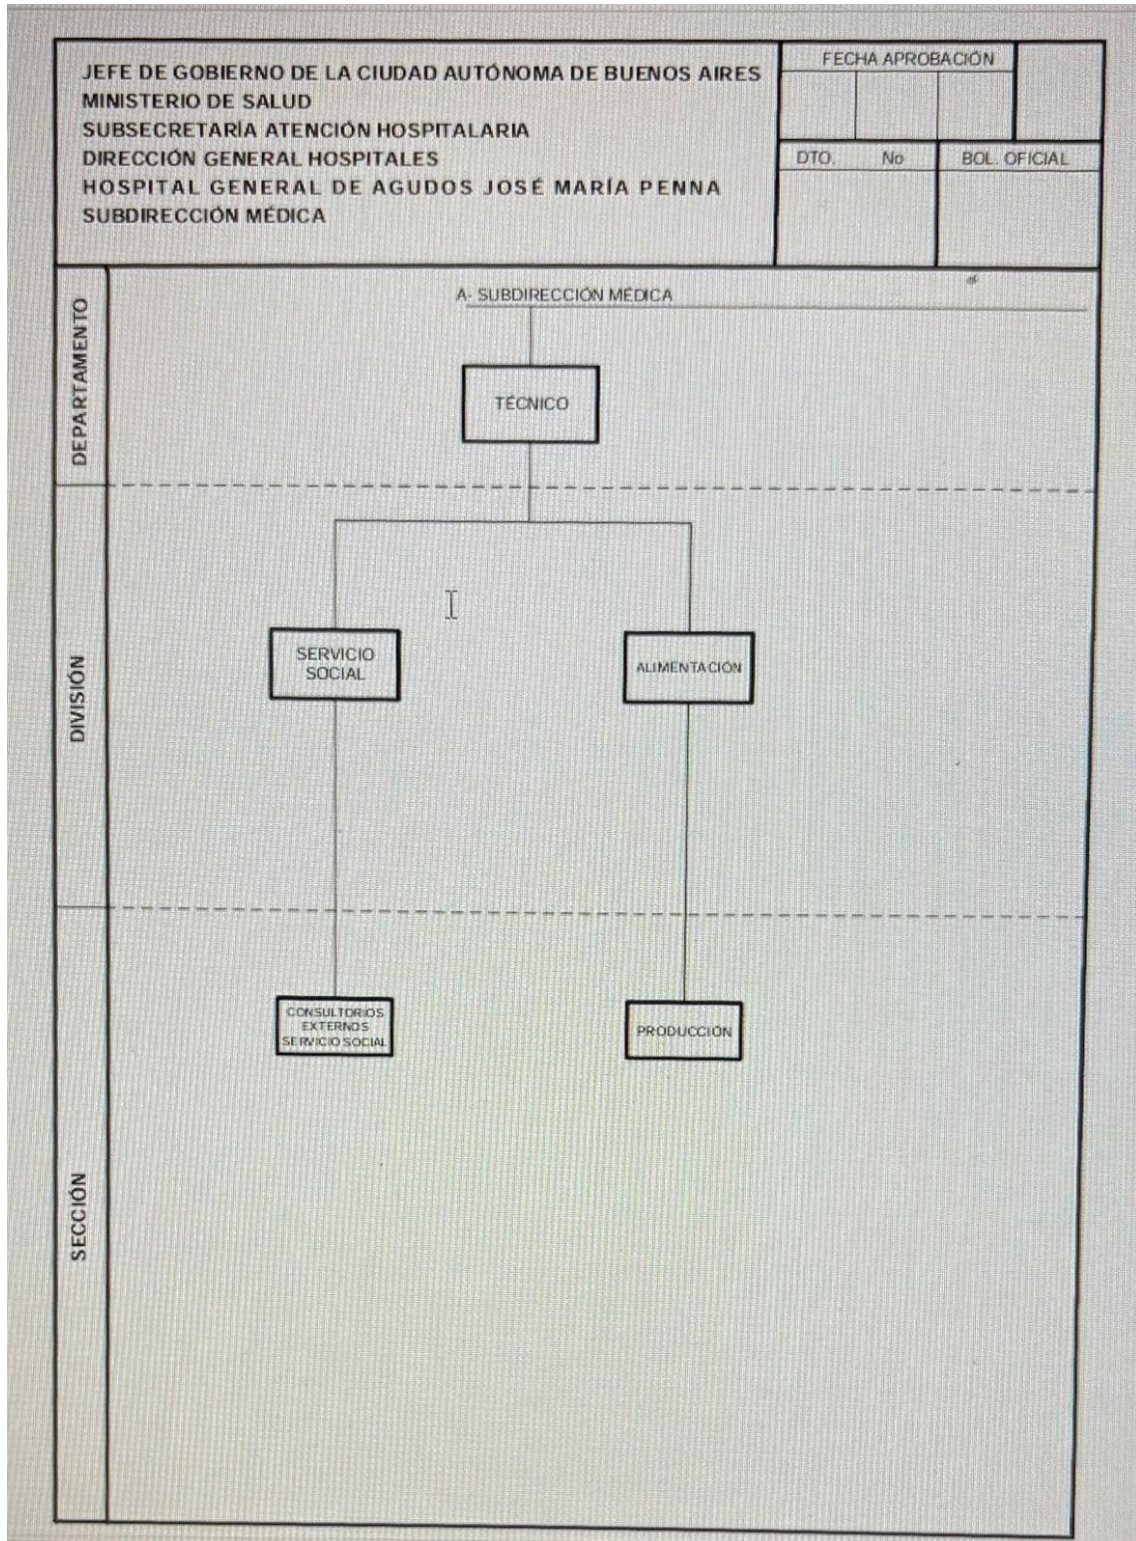 JEFE DE GOBIERNO DE LA CIUDAD AUTÓNOMA DE BUENOS AIRES
MINISTERIO DE SALUD
SUBSECRETARÍA ATENCIÓN HOSPITALARIA
DIRECCIÓN GENERAL HOSPITALES
HOSPITAL GENERAL DE AGUDOS JOSÉ MARÍA PENNA
SUBDIRECCIÓN MÉDICA
FECHA APROBACIÓN
DTO. No
BOL. OFICIAL
DEPARTAMENTO
A- SUBDIRECCIÓN MÉDICA
TÉCNICO
DIVISIÓN
SERVICIO
SOCIAL
ALIMENTACIÓN
SECCIÓN
CONSULTORIOS
EXTERNOS
SERVICIO SOCIAL
PRODUCCIÓN